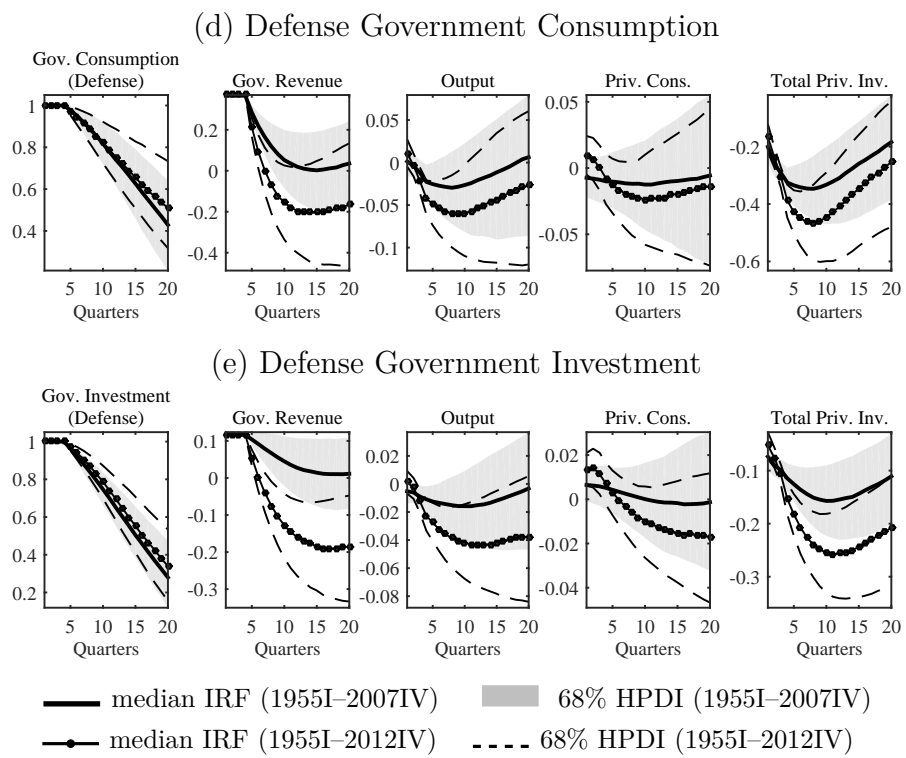 (d) Defense Government Consumption
Gov. Consumption
(Defense)
Gov. Revenue
Output
Priv. Cons.
Total Priv. Inv.
1
0.8
0.6
0.4
5 10 15 20
Quarters
0.2
0
-0.2
-0.4
5 10 15 20
Quarters
0.05
0
-0.05
-0.1
5 10 15 20
Quarters
0.05
0
-0.05
5 10 15 20
Quarters
-0.2
-0.4
-0.6
5 10 15 20
Quarters
(e) Defense Government Investment
Gov. Investment
(Defense)
Gov. Revenue
Output
Priv. Cons.
Total Priv. Inv.
1
0.8
0.6
0.4
0.2
5 10 15 20
Quarters
0.1
0
-0.1
-0.2
-0.3
5 10 15 20
Quarters
0.02
0
-0.02
-0.04
-0.06
-0.08
5 10 15 20
Quarters
0.02
0
-0.02
-0.04
5 10 15 20
Quarters
-0.1
-0.2
-0.3
5 10 15 20
Quarters
median IRF (1955I–2007IV)
68% HPDI (1955I–2007IV)
median IRF (1955I–2012IV)
68% HPDI (1955I–2012IV)